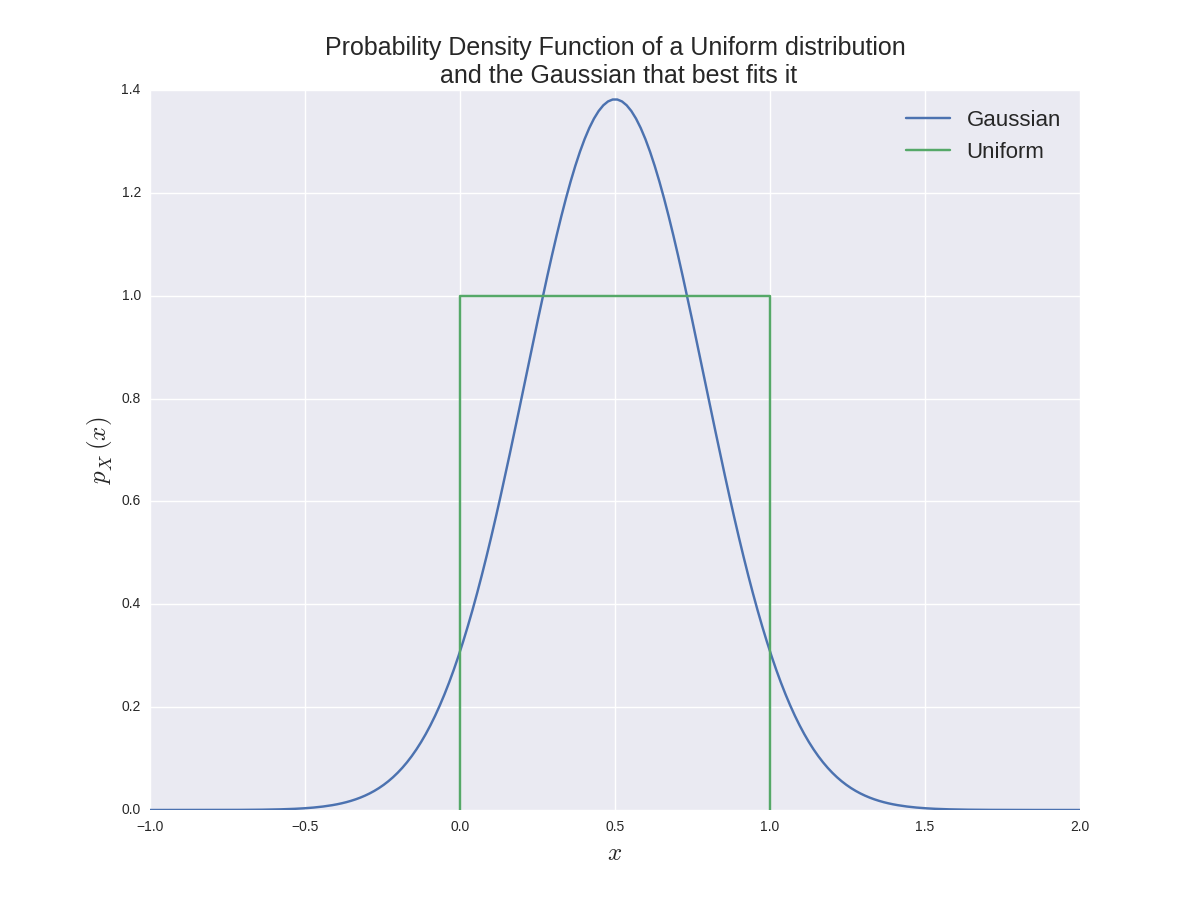 Probability Density Function of a Uniform distribution
and the Gaussian that best fits it
Gaussian
Uniform
1.4
1.2
1.0
0.8
0.6
0.4
0.2
0.0
p_X (x)
−1.0 −0.5 0.0 0.5 1.0 1.5 2.0
x